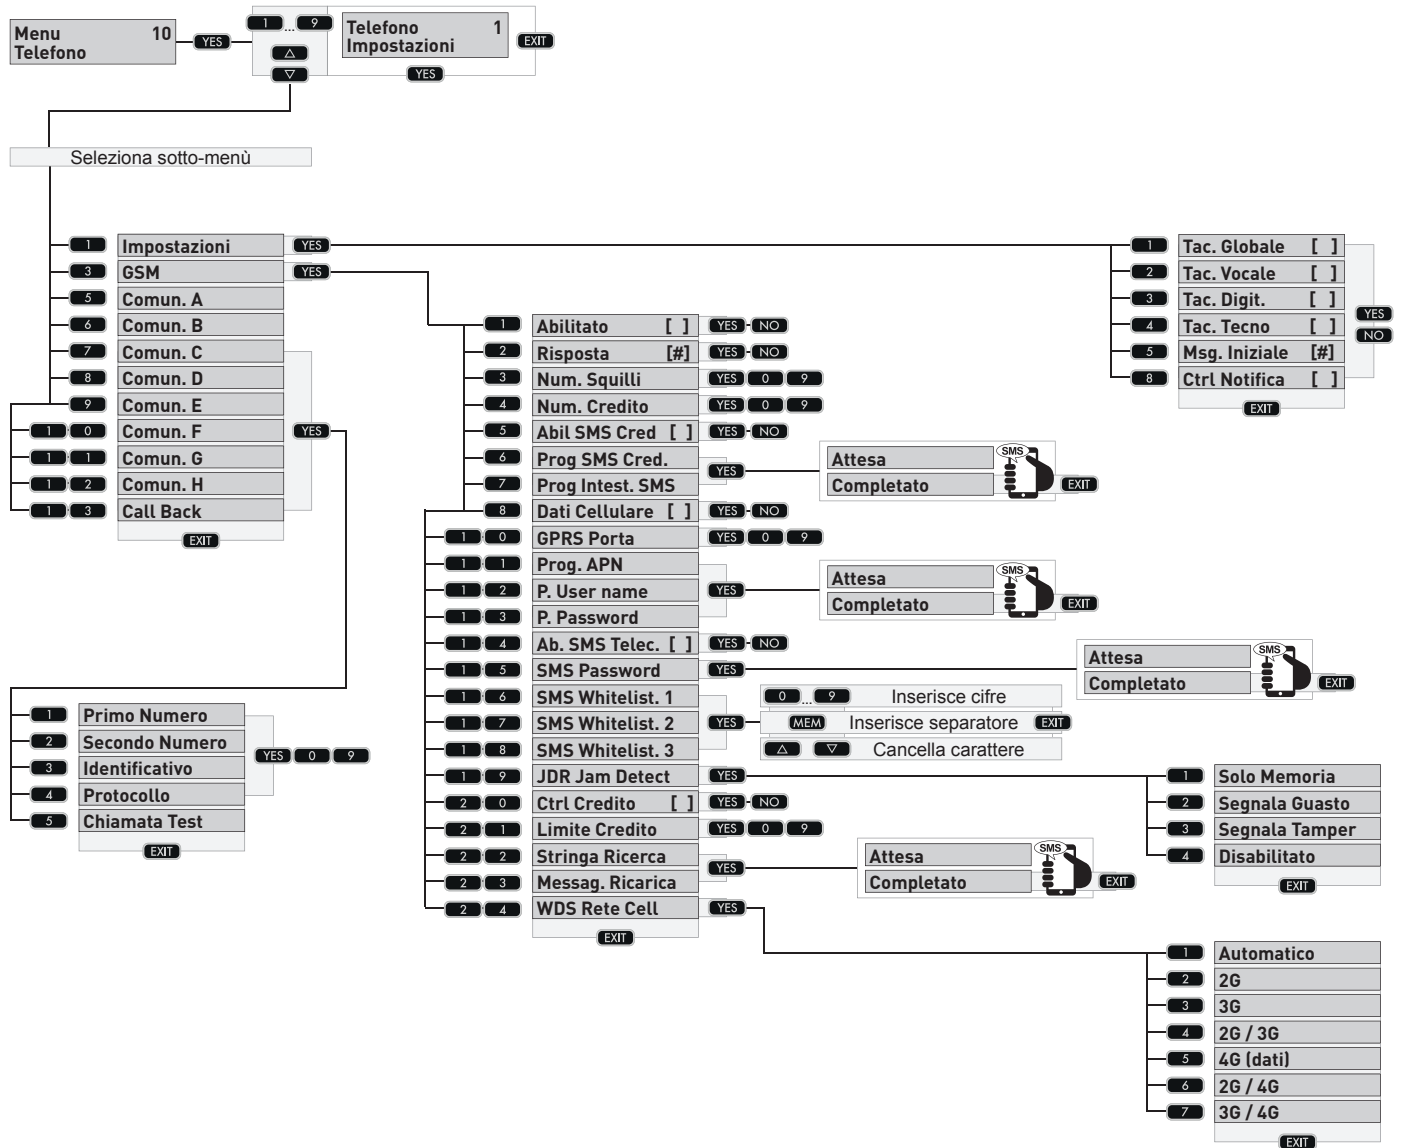 Menu 10
Telefono
YES
1 ... 9
Telefono 1
Impostazioni
EXIT
YES
Seleziona sotto-menù
1 Impostazioni YES
3 GSM YES
5 Comun. A
6 Comun. B
7 Comun. C
8 Comun. D
9 Comun. E
1 0 Comun. F YES
1 1 Comun. G
1 2 Comun. H
1 3 Call Back
EXIT
1 Tac. Globale [ ]
2 Tac. Vocale [ ]
3 Tac. Digit. [ ]
4 Tac. Tecno [ ]
5 Msg. Iniziale [#]
8 Ctrl Notifica [ ]
YES
NO
EXIT
1 Abilitato [ ] YES NO
2 Risposta [#] YES NO
3 Num. Squilli YES 0 9
4 Num. Credito YES 0 9
5 Abil SMS Cred [ ] YES NO
6 Prog SMS Cred.
7 Prog Intest. SMS
YES
Attesa
Completato
SMS
EXIT
8 Dati Cellulare [ ] YES NO
1 0 GPRS Porta YES 0 9
1 1 Prog. APN
1 2 P. User name YES
1 3 P. Password
Attesa
Completato
SMS
EXIT
1 4 Ab. SMS Telec. [ ] YES NO
1 5 SMS Password YES
Attesa
Completato
SMS
EXIT
1 6 SMS Whitelist. 1
1 7 SMS Whitelist. 2 YES
1 8 SMS Whitelist. 3
0 ... 9 Inserisce cifre
MEM Inserisce separatore EXIT
Cancella carattere
1 9 JDR Jam Detect YES
2 0 Ctrl Credito [ ] YES NO
2 1 Limite Credito YES 0 9
2 2 Stringa Ricerca
2 3 Messag. Ricarica
YES
Attesa
Completato
SMS
EXIT
2 4 WDS Rete Cell YES
EXIT
1 Primo Numero
2 Secondo Numero
3 Identificativo
4 Protocollo
5 Chiamata Test
YES 0 9
EXIT
1 Solo Memoria
2 Segnala Guasto
3 Segnala Tamper
4 Disabilitato
EXIT
1 Automatico
2 2G
3 3G
4 2G / 3G
5 4G (dati)
6 2G / 4G
7 3G / 4G
EXIT